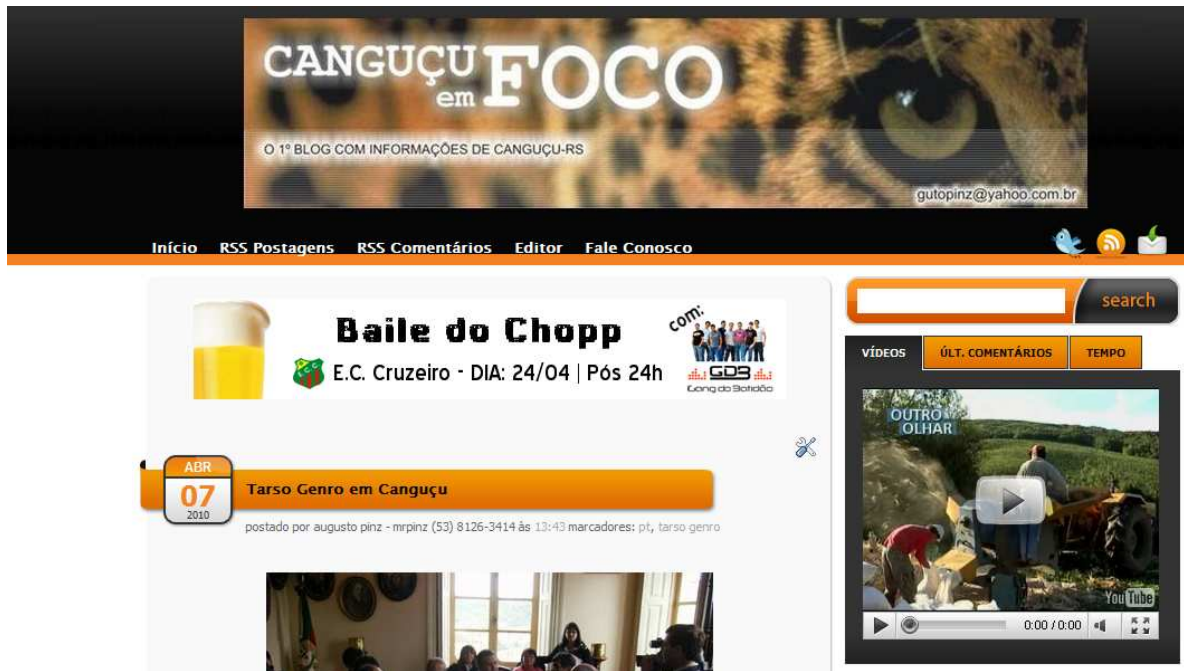 CANGUÇU
em FOCO
O 1º BLOG COM INFORMAÇÕES DE CANGUÇU-RS
gutopinz@yahoo.com.br
Início RSS Postagens RSS Comentários Editor Fale Conosco
search
Baile do Chopp
com:
E.C. Cruzeiro - DIA: 24/04 | Pós 24h
GDB
Gang do Batidão
VÍDEOS ÚLT. COMENTÁRIOS TEMPO
OUTRO
OLHAR
YouTube
0:00 / 0:00
ABR
07
2010
Tarso Genro em Canguçu
postado por augusto pinz - mrpinz (53) 8126-3414 às 13:43 marcadores: pt, tarso genro